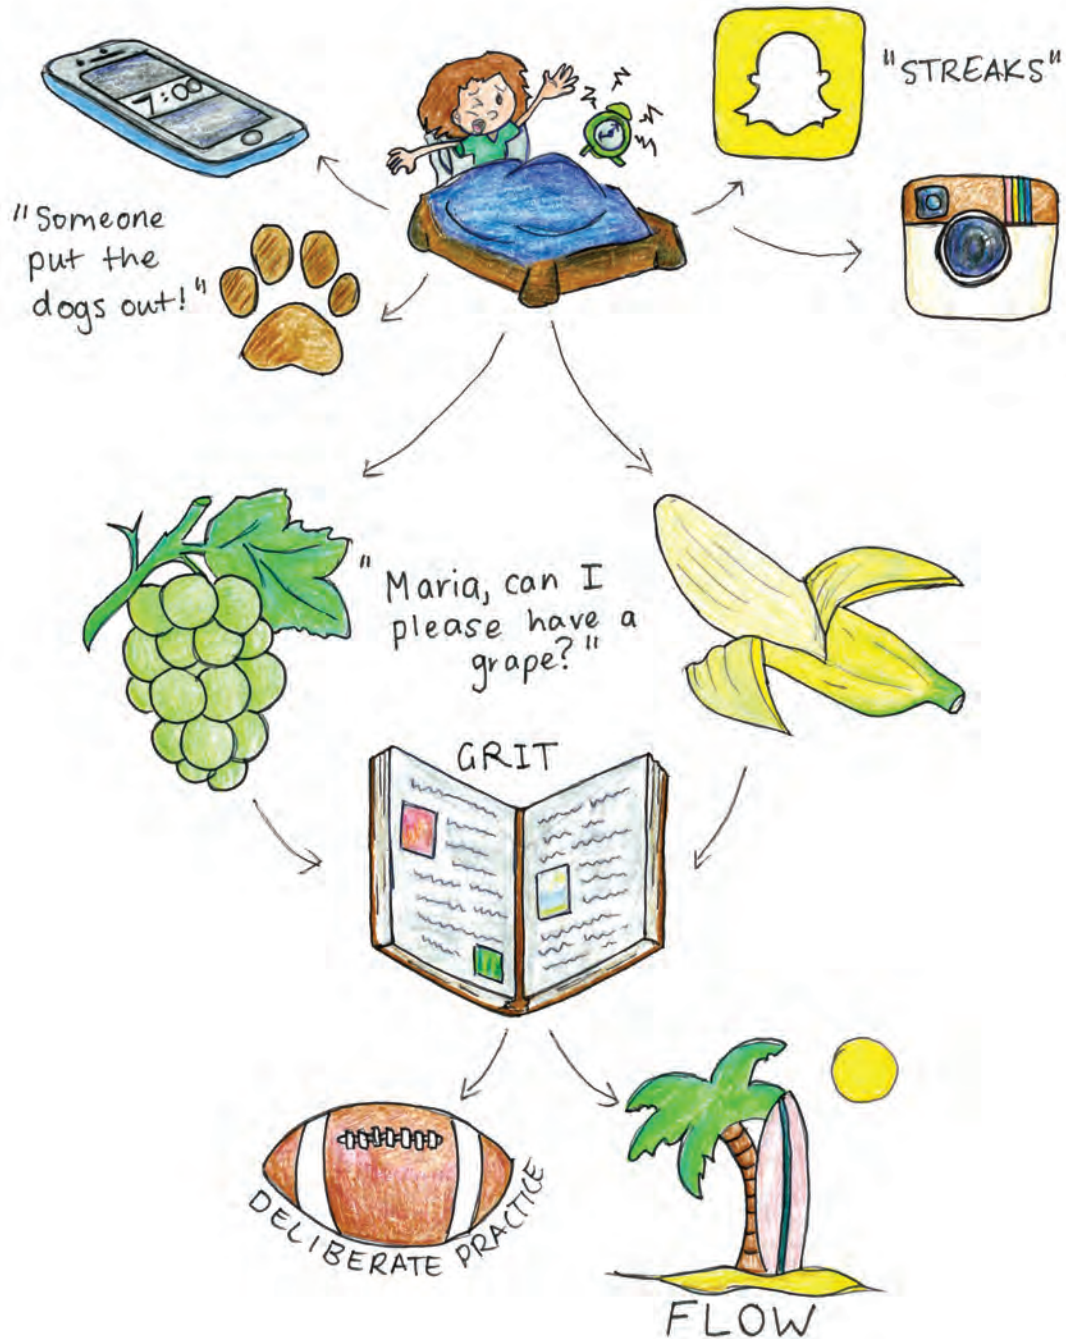 7:00
"STREAKS"
"Someone
put the
dogs out!"
"Maria, can I
please have a
grape?"
GRIT
DELIBERATE PRACTICE
FLOW